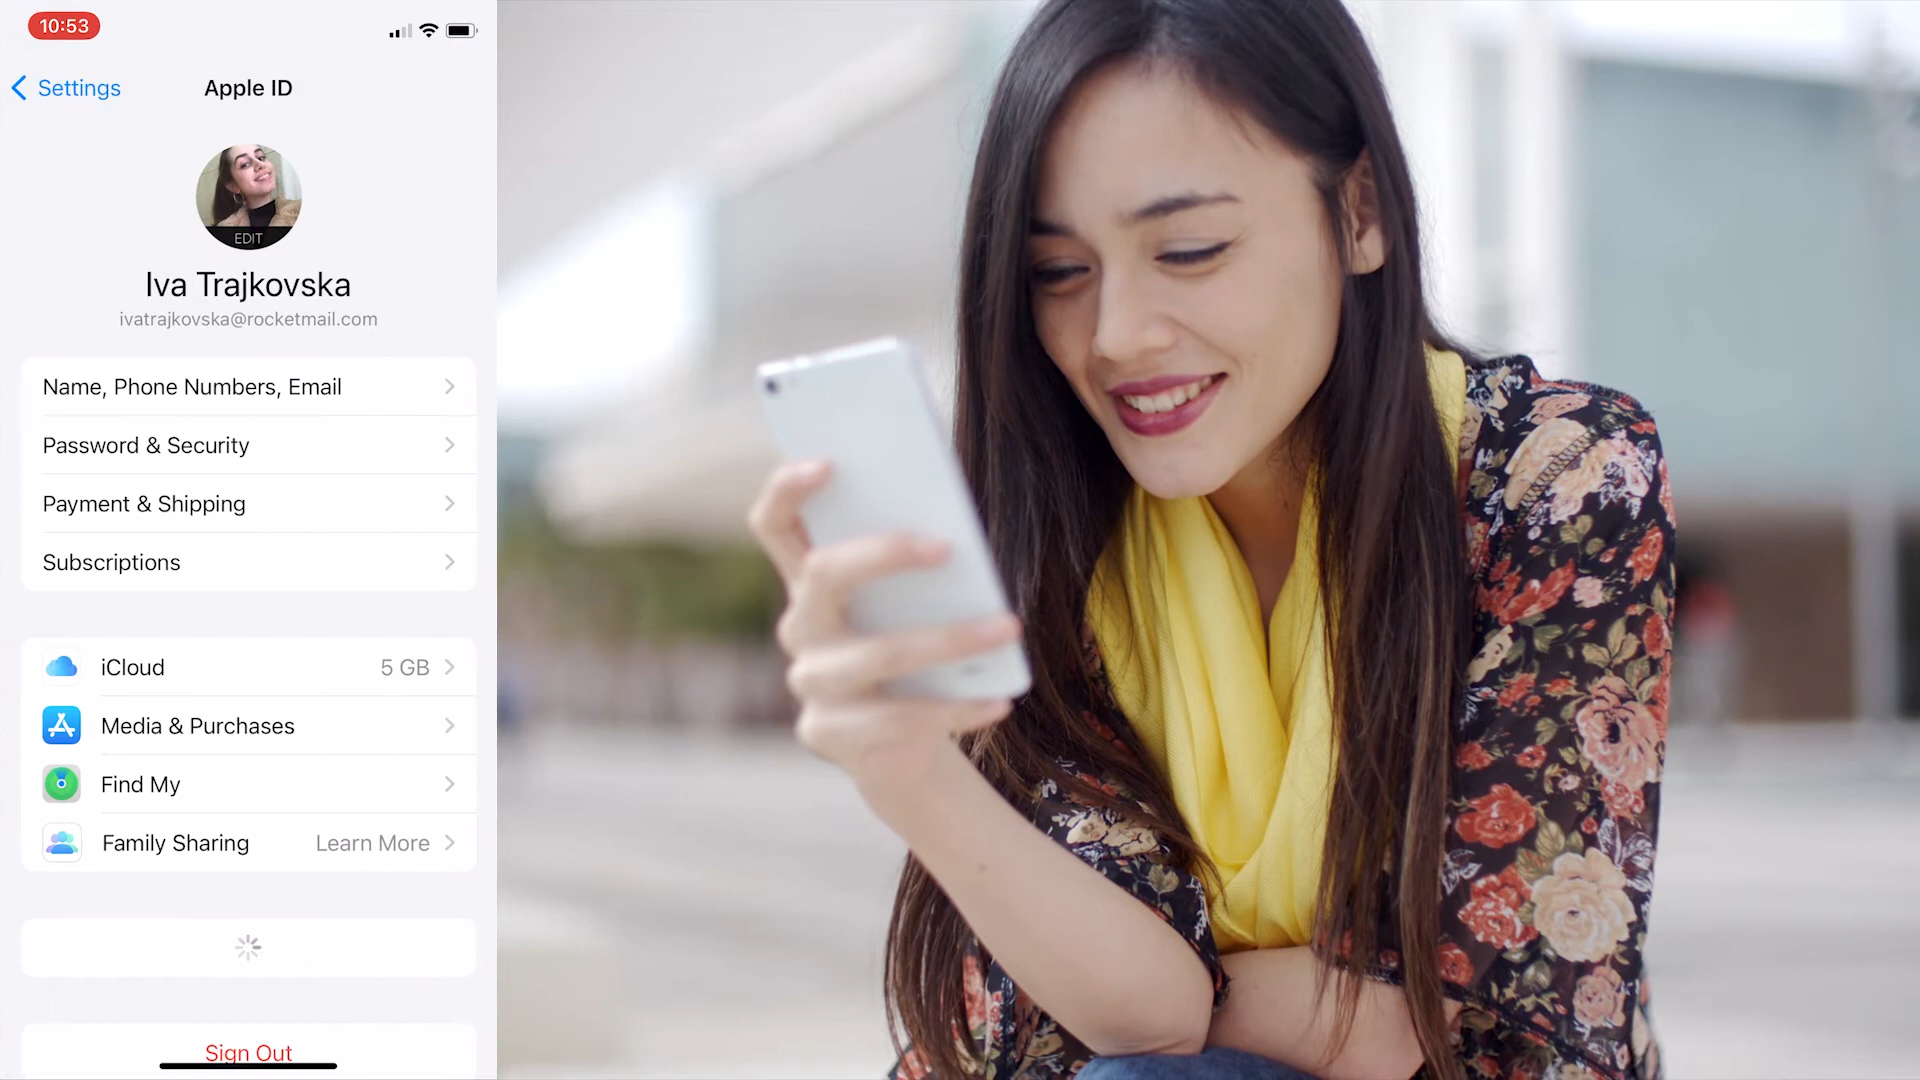 10:53
Settings
Apple ID
EDIT
Iva Trajkovska
ivatrajkovska@rocketmail.com
Name, Phone Numbers, Email
Password & Security
Payment & Shipping
Subscriptions
iCloud 5 GB
Media & Purchases
Find My
Family Sharing Learn More
Sign Out